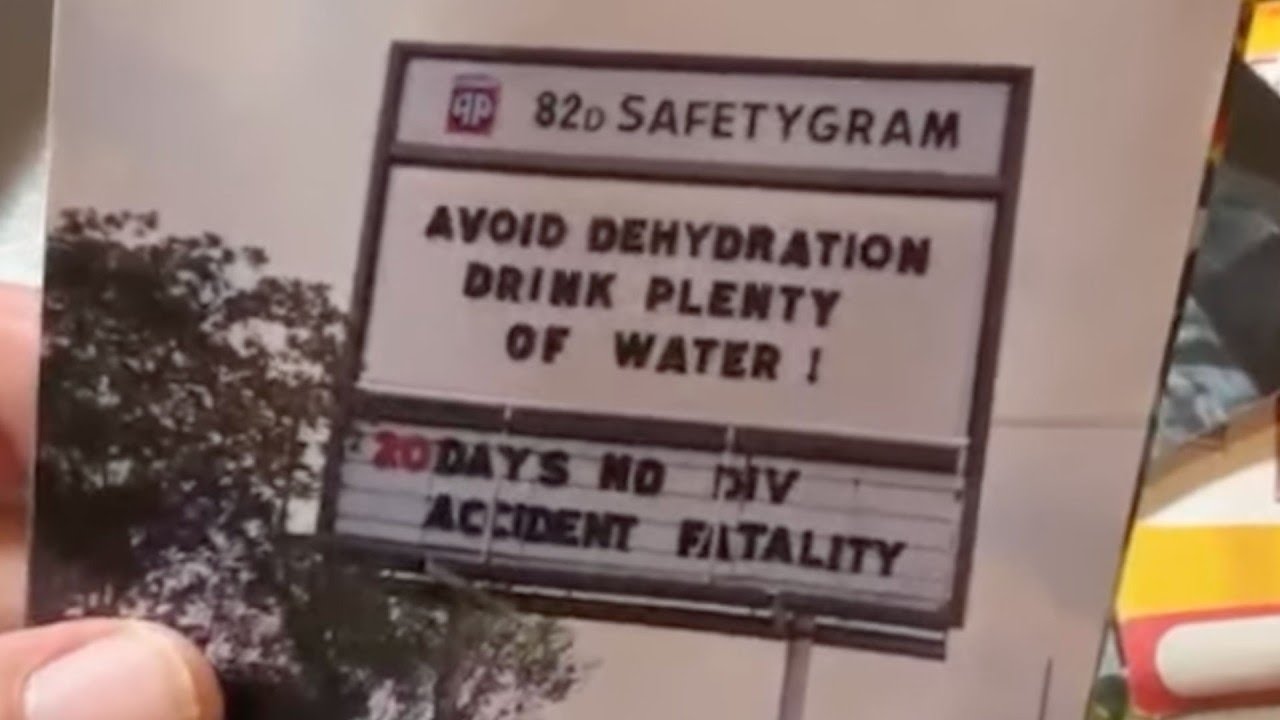 AA 82D SAFETYGRAM
AVOID DEHYDRATION
DRINK PLENTY
OF WATER !
20 DAYS NO DIV
ACCIDENT FATALITY